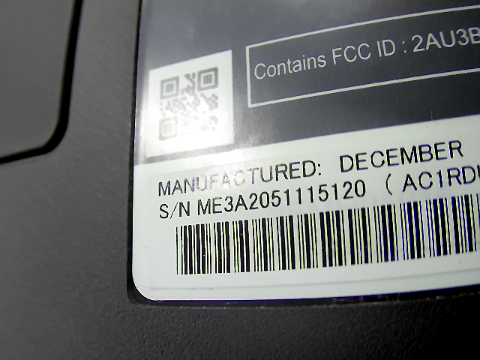 Contains FCC ID : 2AU3B
MANUFACTURED: DECEMBER
S/N ME3A2051115120 ( AC1RD